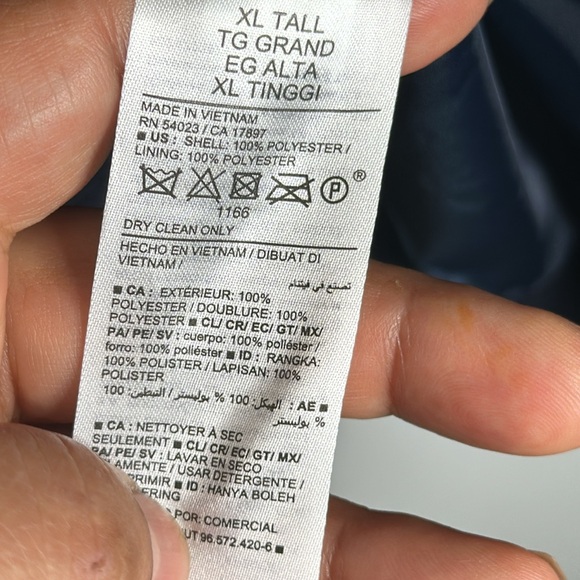 XL TALL
TG GRAND
EG ALTA
XL TINGGI
MADE IN VIETNAM
RN 54023 / CA 17897
■ US : SHELL: 100% POLYESTER /
LINING: 100% POLYESTER
P ®
1166
DRY CLEAN ONLY
HECHO EN VIETNAM / DIBUAT DI
VIETNAM /
تصنيع في فيتنام
■ CA : EXTÉRIEUR: 100%
POLYESTER / DOUBLURE: 100%
POLYESTER ■ CL/ CR/ EC/ GT/ MX/
PA/ PE/ SV : cuerpo: 100% poliéster /
forro: 100% poliéster ■ ID : RANGKA:
100% POLISTER / LAPISAN: 100%
POLISTER
■ AE : الهيكل: 100 % بوليستر / التبطين: 100
% بوليستر
■ CA : NETTOYER À SEC
SEULEMENT ■ CL/ CR/ EC/ GT/ MX/
PA/ PE/ SV : LAVAR EN SECO
AMENTE / USAR DETERGENTE /
PRIMIR ■ ID : HANYA BOLEH
ERING
POR: COMERCIAL
UT 96.572.420-6 ■